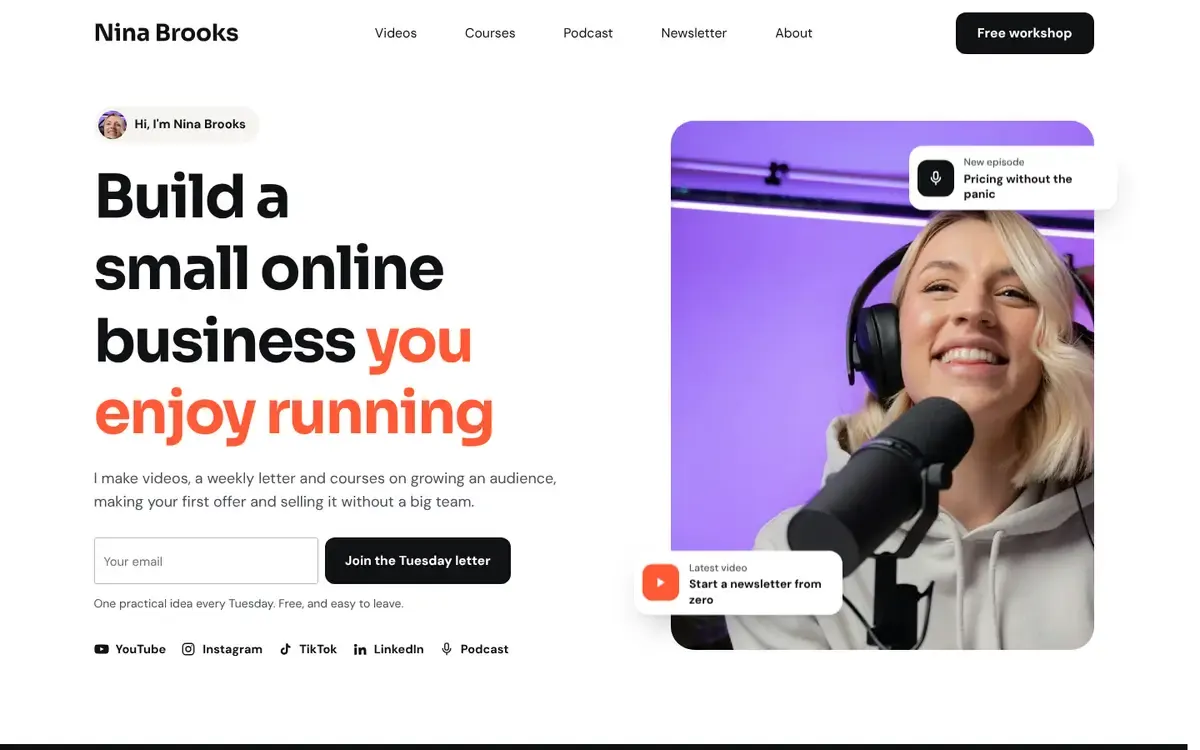 Nina Brooks
Videos
Courses
Podcast
Newsletter
About
Free workshop
Hi, I'm Nina Brooks
Build a
small online
business you
enjoy running
I make videos, a weekly letter and courses on growing an audience,
making your first offer and selling it without a big team.
Your email
Join the Tuesday letter
One practical idea every Tuesday. Free, and easy to leave.
YouTube
Instagram
TikTok
LinkedIn
Podcast
New episode
Pricing without the
panic
Latest video
Start a newsletter from
zero